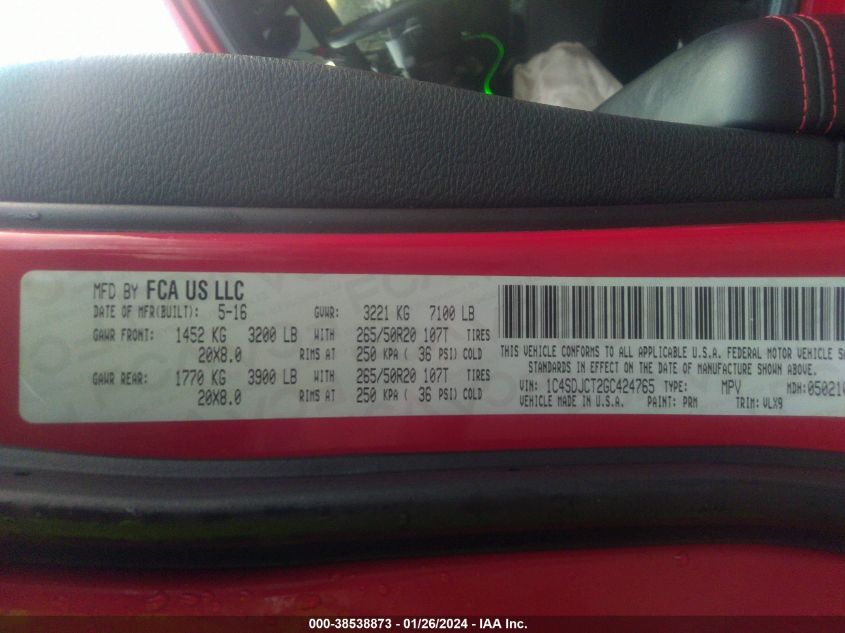 MFD BY FCA US LLC
DATE OF MFR(BUILT): 5-16 GVWR: 3221 KG 7100 LB
GAWR FRONT: 1452 KG 3200 LB WITH 265/50R20 107T TIRES
20X8.0 RIMS AT 250 KPA ( 36 PSI) COLD
GAWR REAR: 1770 KG 3900 LB WITH 265/50R20 107T TIRES
20X8.0 RIMS AT 250 KPA ( 36 PSI) COLD
THIS VEHICLE CONFORMS TO ALL APPLICABLE U.S.A. FEDERAL MOTOR VEHICLE
STANDARDS IN EFFECT ON THE DATE OF MANUFACTURE SHOWN ABOVE.
VIN: 1C4SDJCT2GC424765 TYPE: MPV MDH: 050210
VEHICLE MADE IN U.S.A. PAINT: PRM TRIM: VLX9
000-38538873 - 01/26/2024 - IAA Inc.